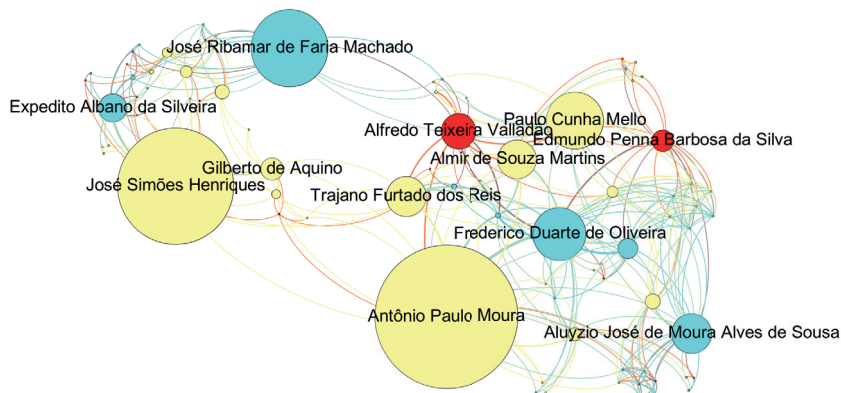 José Ribamar de Faria Machado
Expedito Albano da Silveira
Paulo Cunha Mello
Alfredo Teixeira Valladão
Edmundo Penna Barbosa da Silva
Almir de Souza Martins
Gilberto de Aquino
José Simões Henriques
Trajano Furtado dos Reis
Frederico Duarte de Oliveira
Antônio Paulo Moura
Aluyzio José de Moura Alves de Sousa